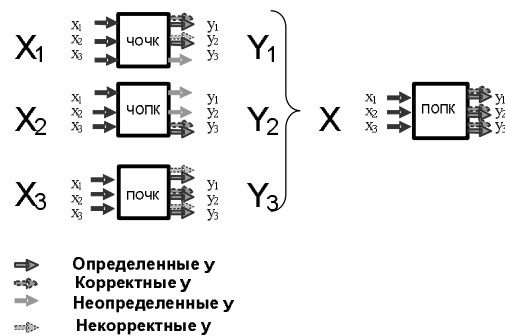 X1 x1 x2 x3 ЧОЧК y1 y2 y3 Y1
X2 x1 x2 x3 ЧОПК y1 y2 y3 Y2
X x1 x2 x3 ПОПК y1 y2 y3
X3 x1 x2 x3 ПОЧК y1 y2 y3 Y3
Определенные y
Корректные y
Неопределенные y
Некорректные y